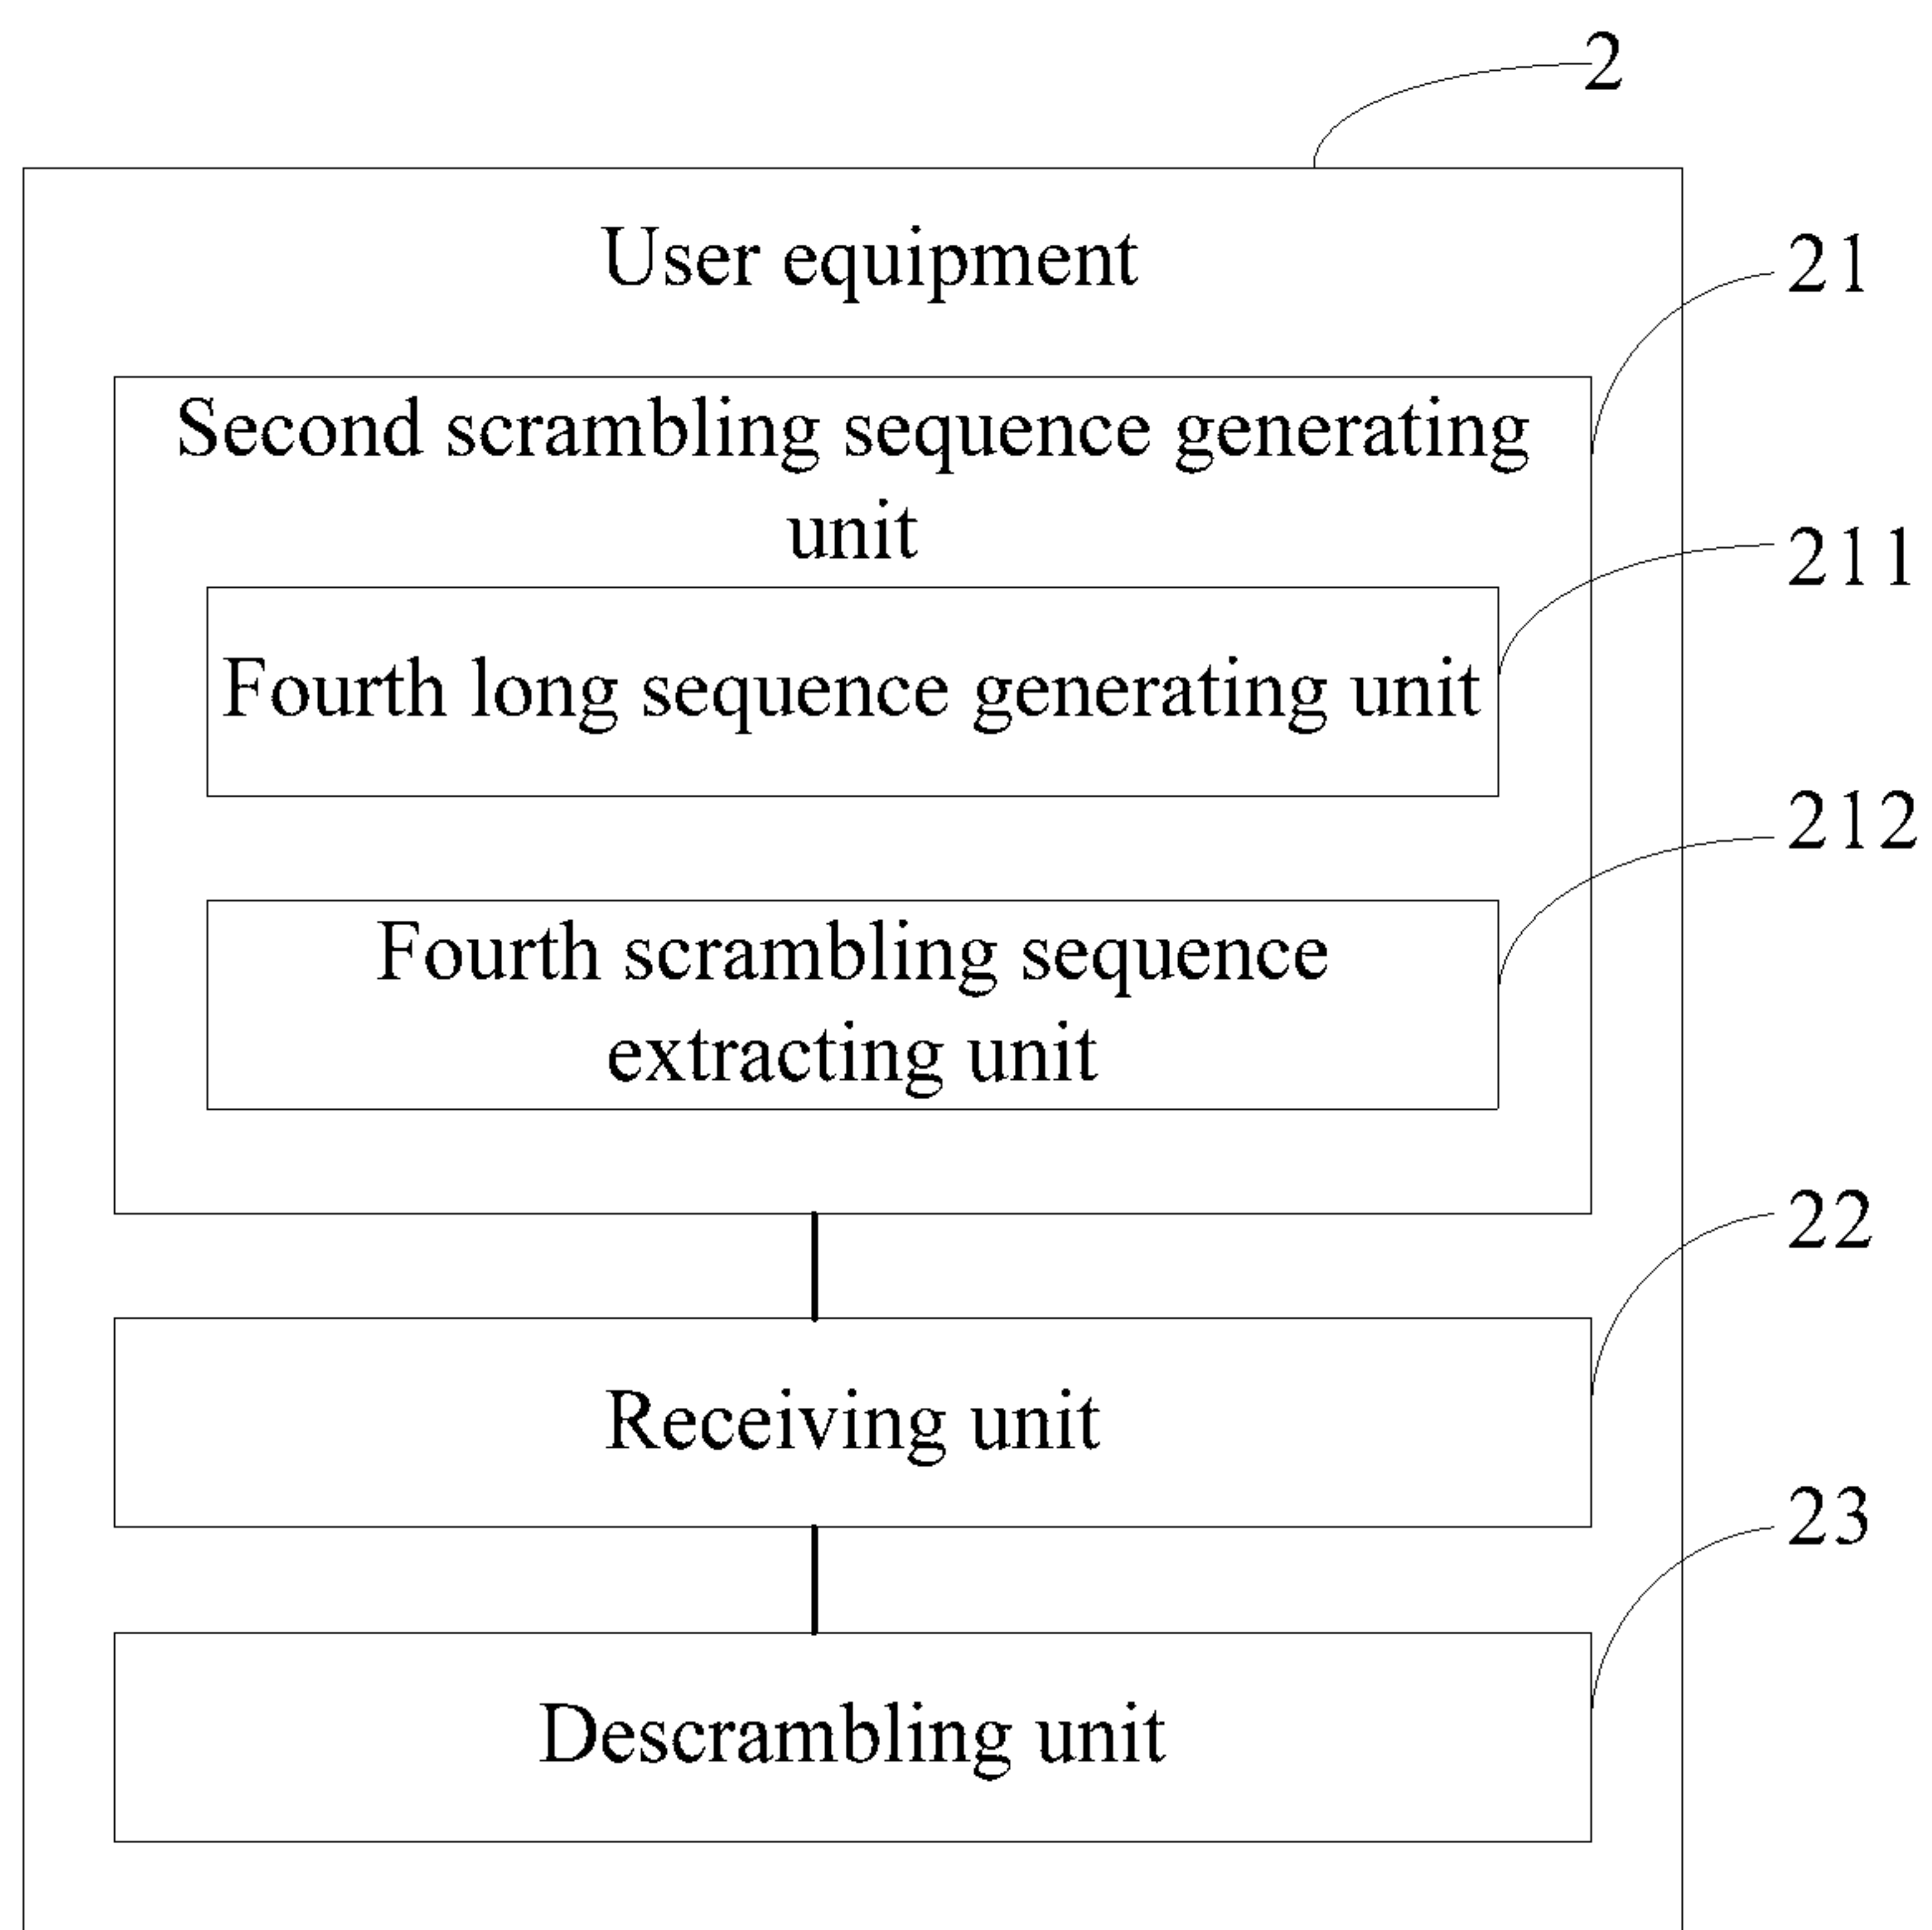 2
User equipment
21
Second scrambling sequence generating
unit
211
Fourth long sequence generating unit
212
Fourth scrambling sequence
extracting unit
22
Receiving unit
23
Descrambling unit